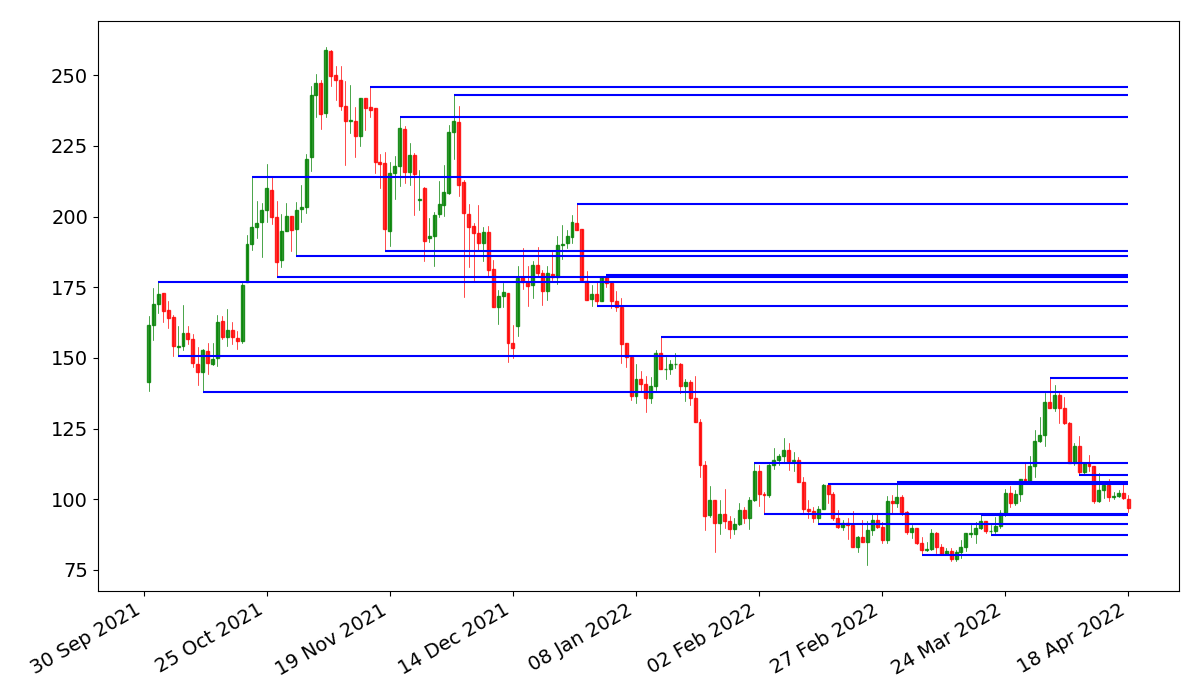 250
225
200
175
150
125
100
75
30 Sep 2021
25 Oct 2021
19 Nov 2021
14 Dec 2021
08 Jan 2022
02 Feb 2022
27 Feb 2022
24 Mar 2022
18 Apr 2022